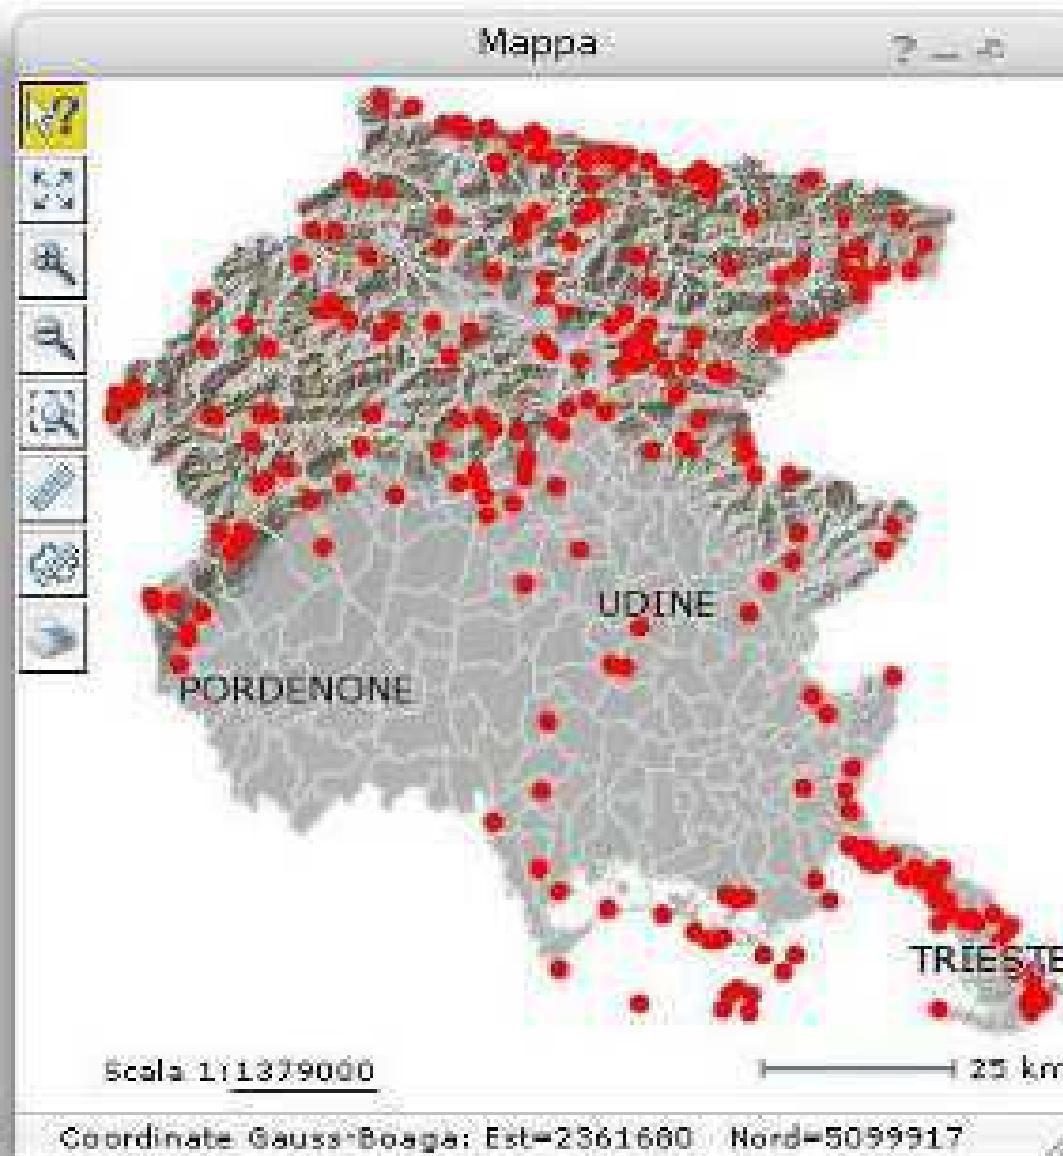 Mappa
?
?
UDINE
PORDENONE
TRIESTE
Scala 1:1379000
25 km
Coordinate Gauss-Boaga: Est=2361680 Nord=5099917